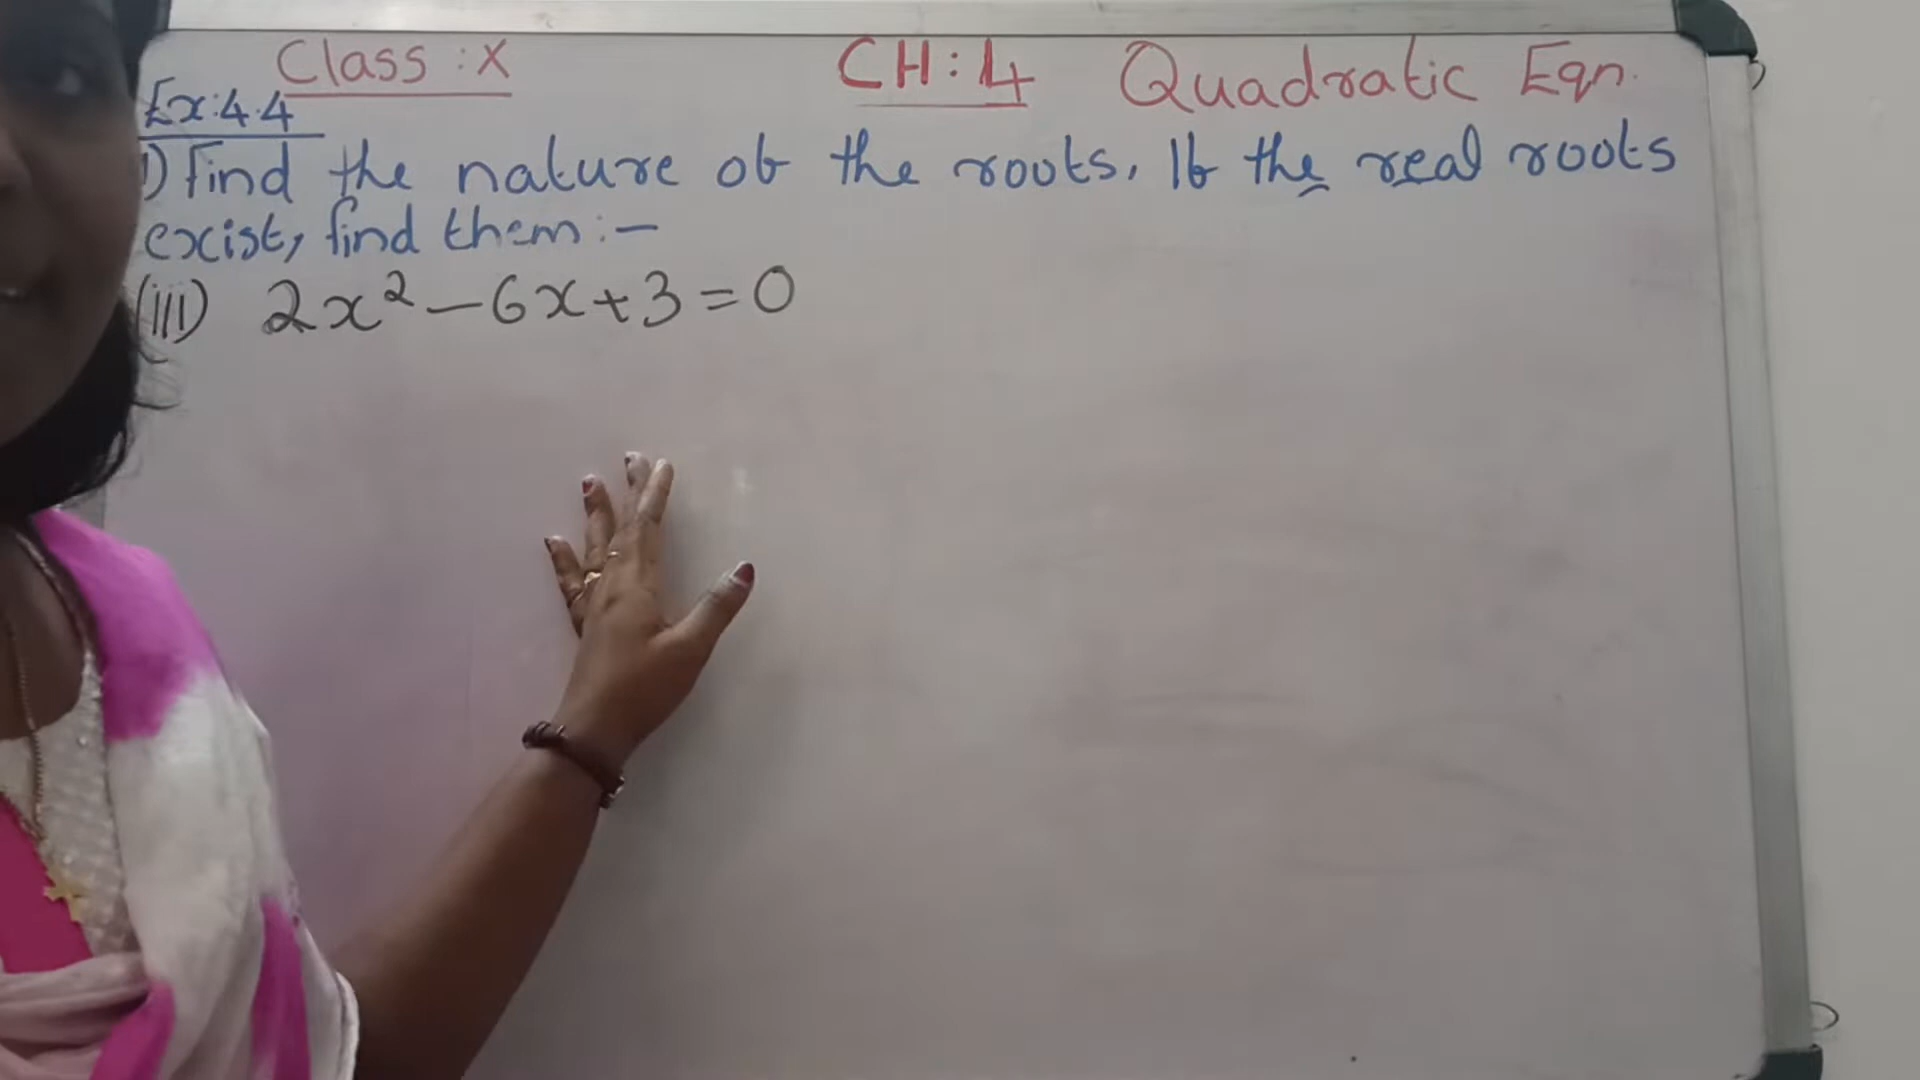 Class : X CH : 4 Quadratic Eqn.
Ex: 4.4
1) Find the nature of the roots. If the real roots
exist, find them :-
(iii) 2x² - 6x + 3 = 0